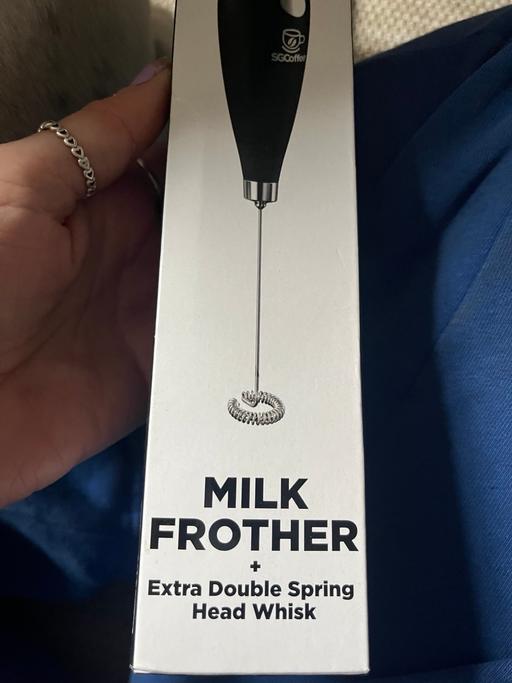 SGCoffee
MILK
FROTHER
+
Extra Double Spring
Head Whisk